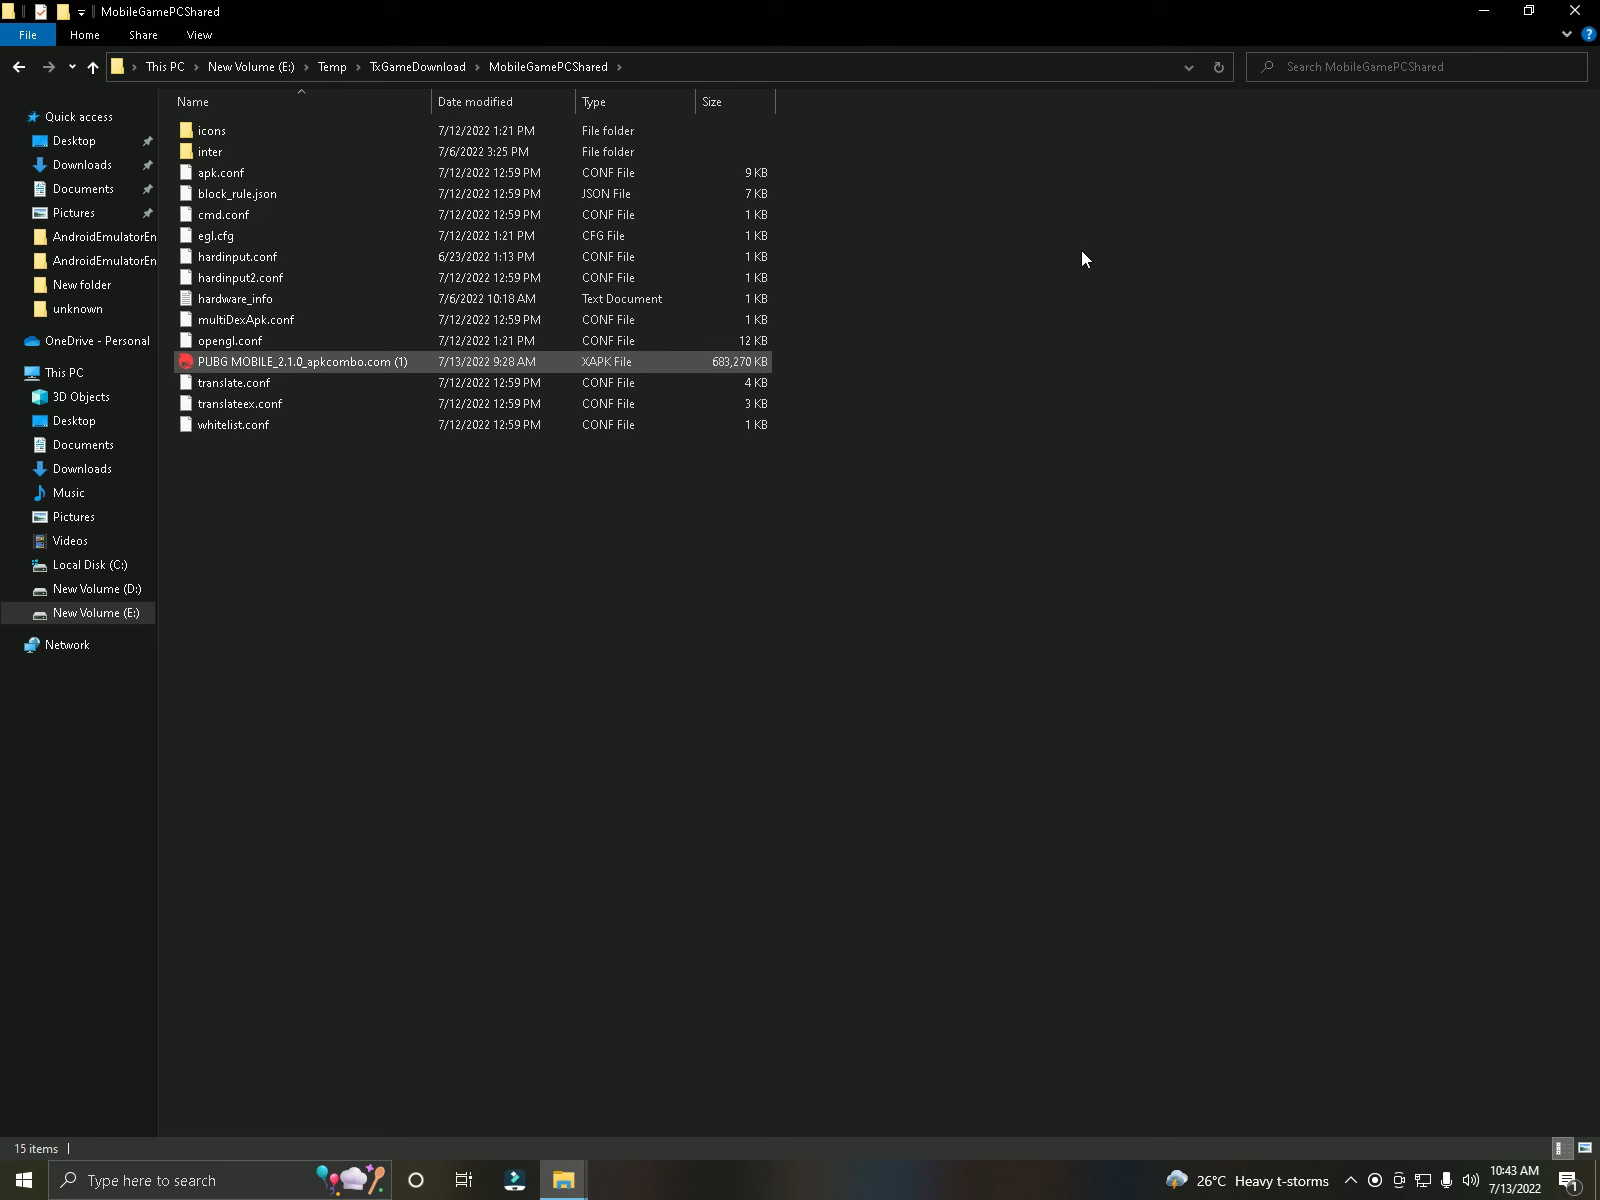 MobileGamePCShared
File Home Share View
This PC New Volume (E:) Temp TxGameDownload MobileGamePCShared
Search MobileGamePCShared
Name Date modified Type Size
Quick access
Desktop
Downloads
Documents
Pictures
AndroidEmulatorEn
AndroidEmulatorEn
New folder
unknown
OneDrive - Personal
This PC
3D Objects
Desktop
Documents
Downloads
Music
Pictures
Videos
Local Disk (C:)
New Volume (D:)
New Volume (E:)
Network
icons 7/12/2022 1:21 PM File folder
inter 7/6/2022 3:25 PM File folder
apk.conf 7/12/2022 12:59 PM CONF File 9 KB
block_rule.json 7/12/2022 12:59 PM JSON File 7 KB
cmd.conf 7/12/2022 12:59 PM CONF File 1 KB
egl.cfg 7/12/2022 1:21 PM CFG File 1 KB
hardinput.conf 6/23/2022 1:13 PM CONF File 1 KB
hardinput2.conf 7/12/2022 12:59 PM CONF File 1 KB
hardware_info 7/6/2022 10:18 AM Text Document 1 KB
multiDexApk.conf 7/12/2022 12:59 PM CONF File 1 KB
opengl.conf 7/12/2022 1:21 PM CONF File 12 KB
PUBG MOBILE_2.1.0_apkcombo.com (1) 7/13/2022 9:28 AM XAPK File 683,270 KB
translate.conf 7/12/2022 12:59 PM CONF File 4 KB
translateex.conf 7/12/2022 12:59 PM CONF File 3 KB
whitelist.conf 7/12/2022 12:59 PM CONF File 1 KB
15 items
Type here to search
26°C Heavy t-storms
10:43 AM
7/13/2022
1